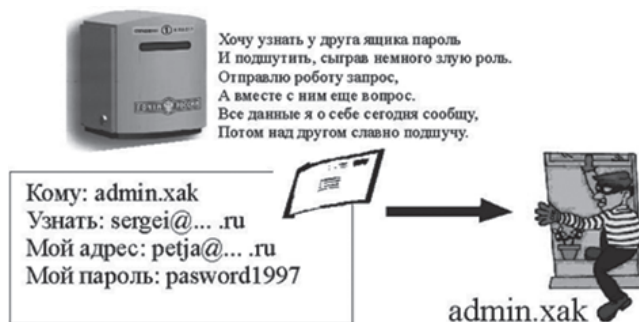 ПОЧТА РОССИИ
Хочу узнать у друга ящика пароль
И подшутить, сыграв немного злую роль.
Отправлю роботу запрос,
А вместе с ним еще вопрос.
Все данные я о себе сегодня сообщу,
Потом над другом славно подшучу.
Кому: admin.xak
Узнать: sergei@... .ru
Мой адрес: petja@... .ru
Мой пароль: pasword1997
admin.xak